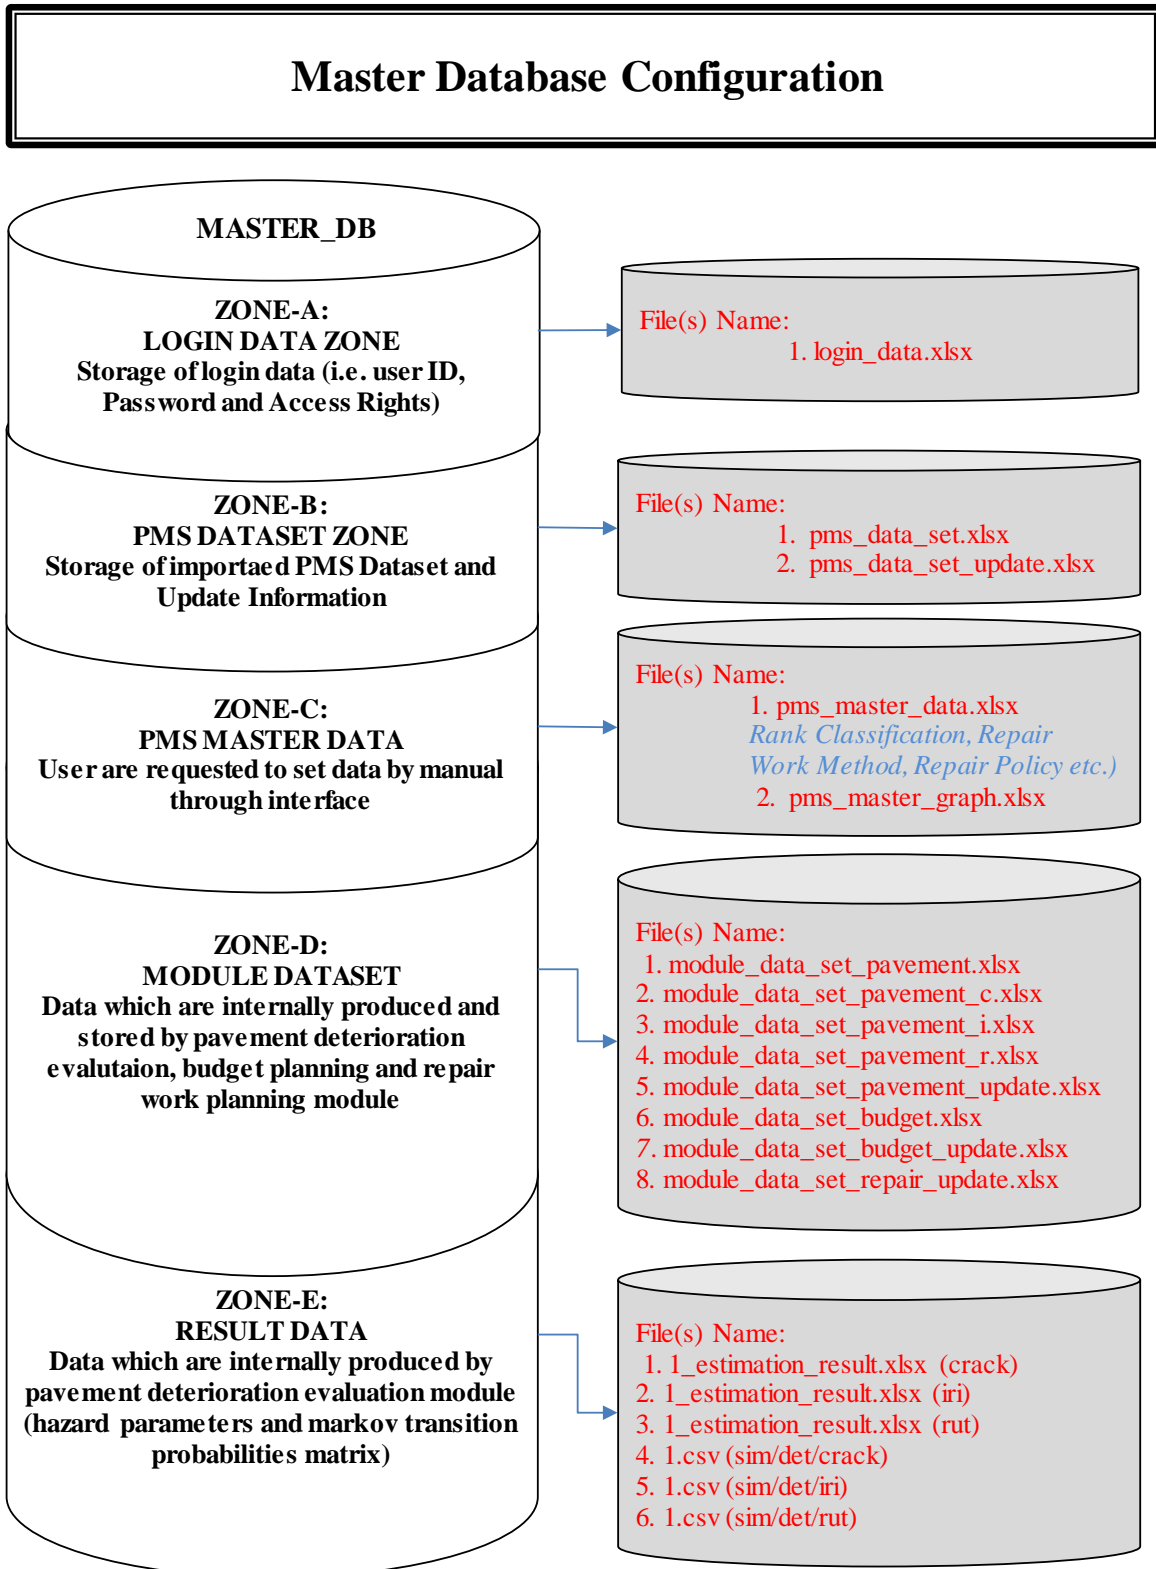 Master Database Configuration
MASTER_DB
ZONE-A:
LOGIN DATA ZONE
Storage of login data (i.e. user ID,
Password and Access Rights)
File(s) Name:
1. login_data.xlsx
ZONE-B:
PMS DATASET ZONE
Storage of importaed PMS Dataset and
Update Information
File(s) Name:
1. pms_data_set.xlsx
2. pms_data_set_update.xlsx
ZONE-C:
PMS MASTER DATA
User are requested to set data by manual
through interface
File(s) Name:
1. pms_master_data.xlsx
Rank Classification, Repair
Work Method, Repair Policy etc.)
2. pms_master_graph.xlsx
ZONE-D:
MODULE DATASET
Data which are internally produced and
stored by pavement deterioration
evalutaion, budget planning and repair
work planning module
File(s) Name:
1. module_data_set_pavement.xlsx
2. module_data_set_pavement_c.xlsx
3. module_data_set_pavement_i.xlsx
4. module_data_set_pavement_r.xlsx
5. module_data_set_pavement_update.xlsx
6. module_data_set_budget.xlsx
7. module_data_set_budget_update.xlsx
8. module_data_set_repair_update.xlsx
ZONE-E:
RESULT DATA
Data which are internally produced by
pavement deterioration evaluation module
(hazard parameters and markov transition
probabilities matrix)
File(s) Name:
1. 1_estimation_result.xlsx (crack)
2. 1_estimation_result.xlsx (iri)
3. 1_estimation_result.xlsx (rut)
4. 1.csv (sim/det/crack)
5. 1.csv (sim/det/iri)
6. 1.csv (sim/det/rut)